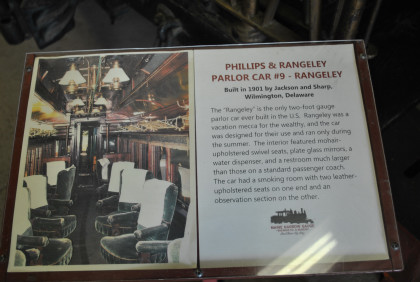 PHILLIPS & RANGELEY
PARLOR CAR #9 - RANGELEY
Built in 1901 by Jackson and Sharp,
Wilmington, Delaware
The "Rangeley" is the only two-foot gauge
parlor car ever built in the U.S. Rangeley was a
vacation mecca for the wealthy, and the car
was designed for their use and ran only during
the summer. The interior featured mohair-
upholstered swivel seats, plate glass mirrors, a
water dispenser, and a restroom much larger
than those on a standard passenger coach.
The car had a smoking room with two leather-
upholstered seats on one end and an
observation section on the other.